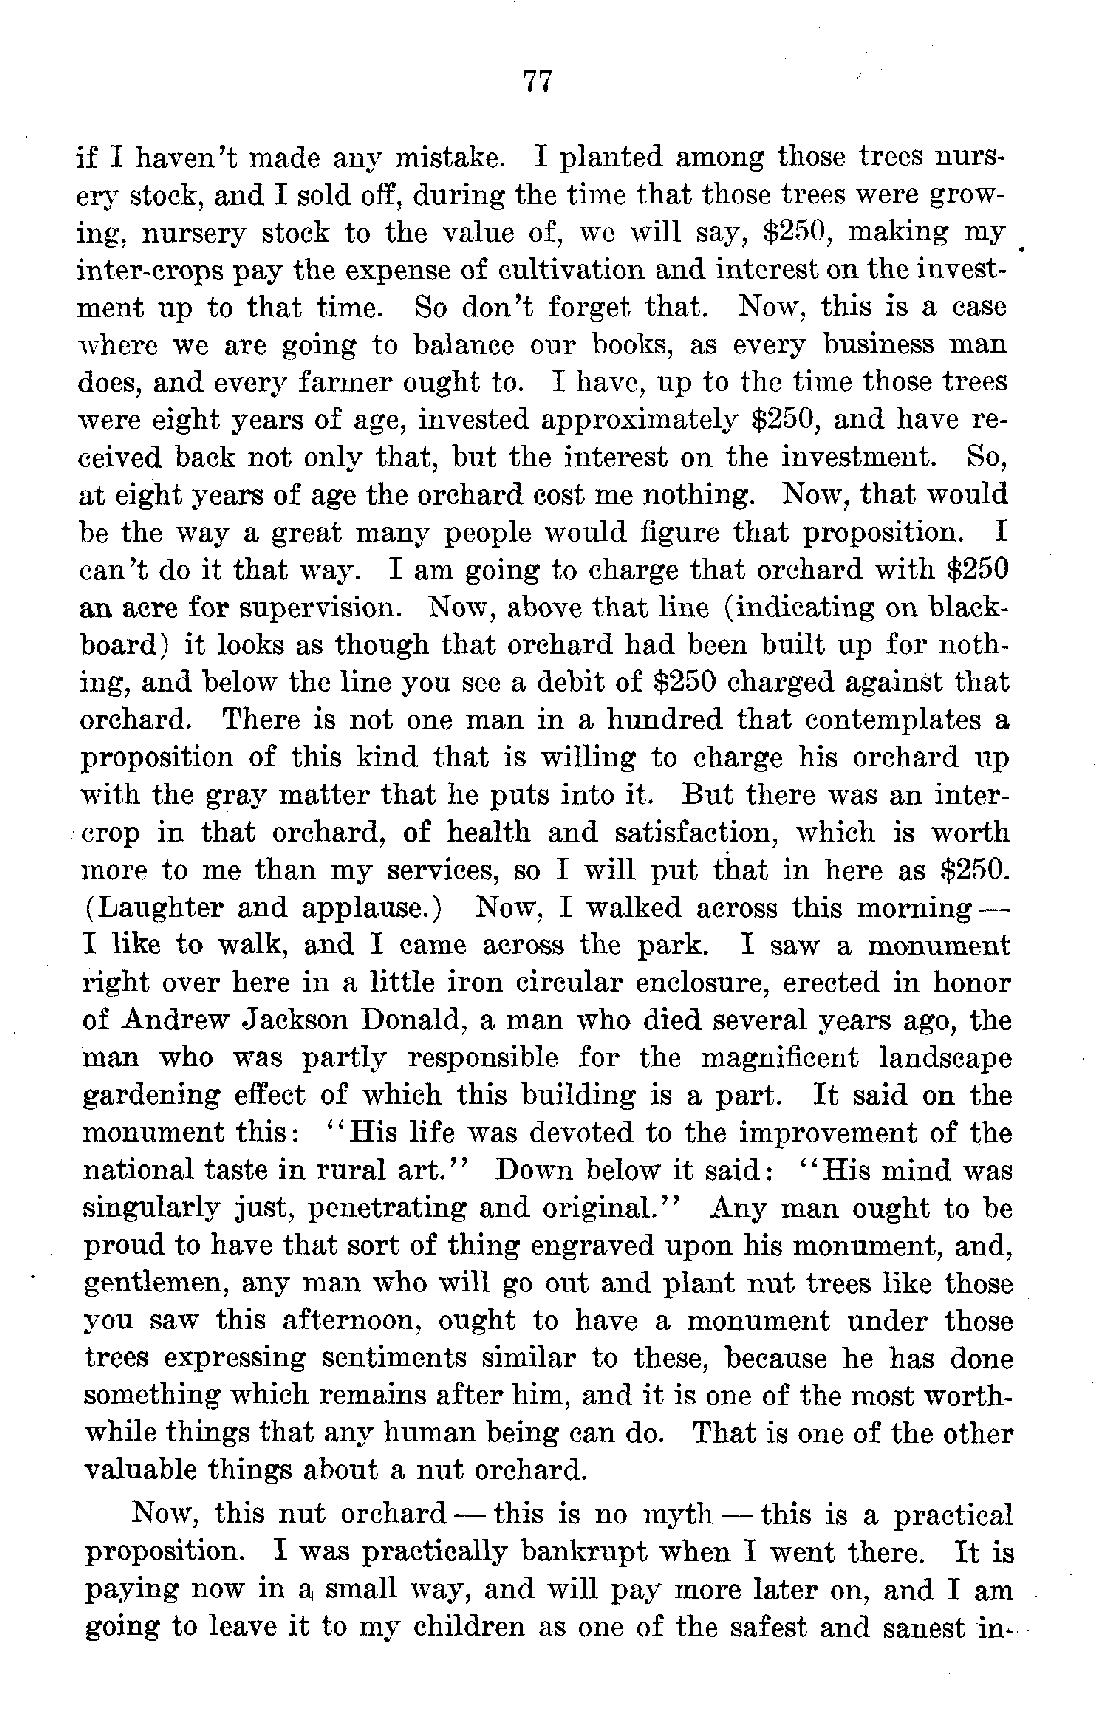 77
if I haven't made any mistake. I planted among those trees nurs-
ery stock, and I sold off, during the time that those trees were grow-
ing, nursery stock to the value of, we will say, $250, making my
inter-crops pay the expense of cultivation and interest on the invest-
ment up to that time. So don't forget that. Now, this is a case
where we are going to balance our books, as every business man
does, and every farmer ought to. I have, up to the time those trees
were eight years of age, invested approximately $250, and have re-
ceived back not only that, but the interest on the investment. So,
at eight years of age the orchard cost me nothing. Now, that would
be the way a great many people would figure that proposition. I
can't do it that way. I am going to charge that orchard with $250
an acre for supervision. Now, above that line (indicating on black-
board) it looks as though that orchard had been built up for noth-
ing, and below the line you see a debit of $250 charged against that
orchard. There is not one man in a hundred that contemplates a
proposition of this kind that is willing to charge his orchard up
with the gray matter that he puts into it. But there was an inter-
crop in that orchard, of health and satisfaction, which is worth
more to me than my services, so I will put that in here as $250.
(Laughter and applause.) Now, I walked across this morning—
I like to walk, and I came across the park. I saw a monument
right over here in a little iron circular enclosure, erected in honor
of Andrew Jackson Donald, a man who died several years ago, the
man who was partly responsible for the magnificent landscape
gardening effect of which this building is a part. It said on the
monument this: "His life was devoted to the improvement of the
national taste in rural art." Down below it said: "His mind was
singularly just, penetrating and original." Any man ought to be
proud to have that sort of thing engraved upon his monument, and,
gentlemen, any man who will go out and plant nut trees like those
you saw this afternoon, ought to have a monument under those
trees expressing sentiments similar to these, because he has done
something which remains after him, and it is one of the most worth-
while things that any human being can do. That is one of the other
valuable things about a nut orchard.
Now, this nut orchard — this is no myth — this is a practical
proposition. I was practically bankrupt when I went there. It is
paying now in a small way, and will pay more later on, and I am
going to leave it to my children as one of the safest and sanest in-